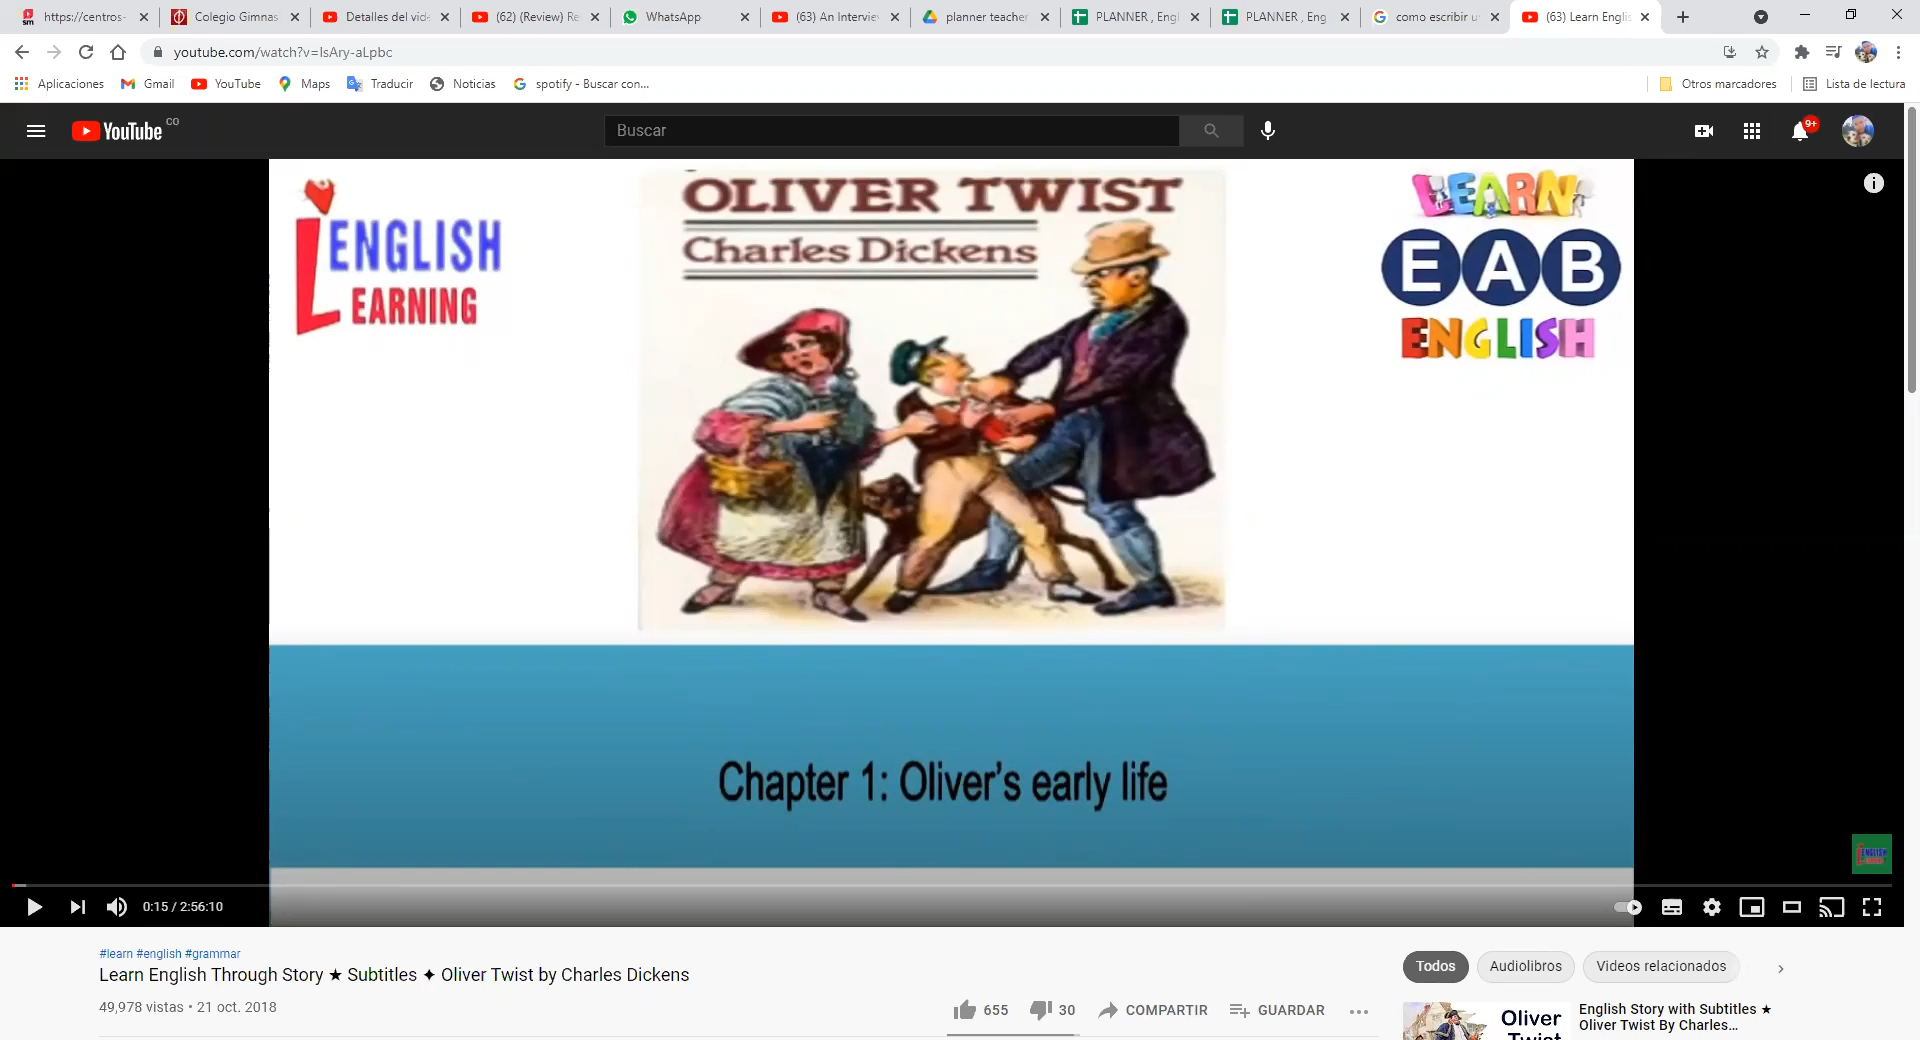 https://centros-
Colegio Gimnas
Detalles del vide
(62) (Review) Re
WhatsApp
(63) An Intervie
planner teacher
PLANNER , Engl
PLANNER , Eng
como escribir u
(63) Learn Englis
youtube.com/watch?v=IsAry-aLpbc
Aplicaciones
Gmail
YouTube
Maps
Traducir
Noticias
spotify - Buscar con...
Otros marcadores
Lista de lectura
YouTube CO
Buscar
9+
ENGLISH
LEARNING
OLIVER TWIST
Charles Dickens
LEARN
EAB
ENGLISH
Chapter 1: Oliver's early life
0:15 / 2:56:10
#learn #english #grammar
Learn English Through Story ★ Subtitles ✦ Oliver Twist by Charles Dickens
49,978 vistas • 21 oct. 2018
655
30
COMPARTIR
GUARDAR
Todos
Audiolibros
Videos relacionados
Oliver
Twist
English Story with Subtitles ★
Oliver Twist By Charles...